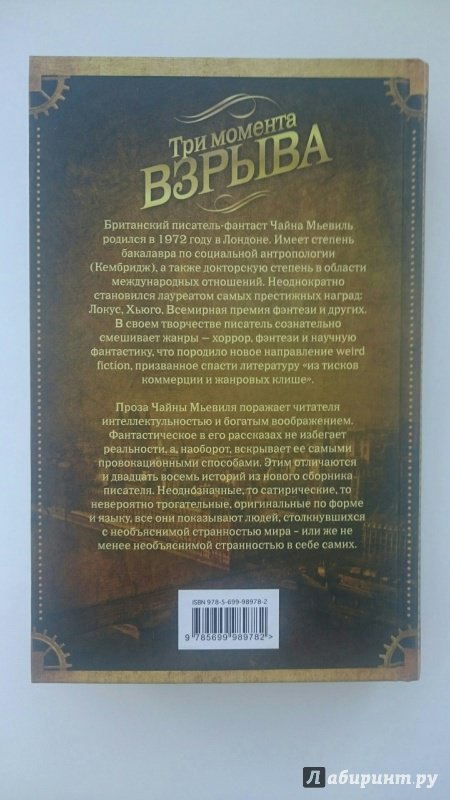 Три момента
ВЗРЫВА
Британский писатель-фантаст Чайна Мьевиль
родился в 1972 году в Лондоне. Имеет степень
бакалавра по социальной антропологии
(Кембридж), а также докторскую степень в области
международных отношений. Неоднократно
становился лауреатом самых престижных наград:
Локус, Хьюго, Всемирная премия фэнтези и других.
В своем творчестве писатель сознательно
смешивает жанры – хоррор, фэнтези и научную
фантастику, что породило новое направление weird
fiction, призванное спасти литературу «из тисков
коммерции и жанровых клише».
Проза Чайны Мьевиля поражает читателя
интеллектульностью и богатым воображением.
Фантастическое в его рассказах не избегает
реальности, а, наоборот, вскрывает ее самыми
провокационными способами. Этим отличаются
и двадцать восемь историй из нового сборника
писателя. Неоднозначные, то сатирические, то
невероятно трогательные, оригинальные по форме
и языку, все они показывают людей, столкнувшихся
с необъяснимой странностью мира – или же не
менее необъяснимой странностью в себе самих.
ISBN 978-5-699-98978-2
9 785699 989782 >
Лабиринт.ру